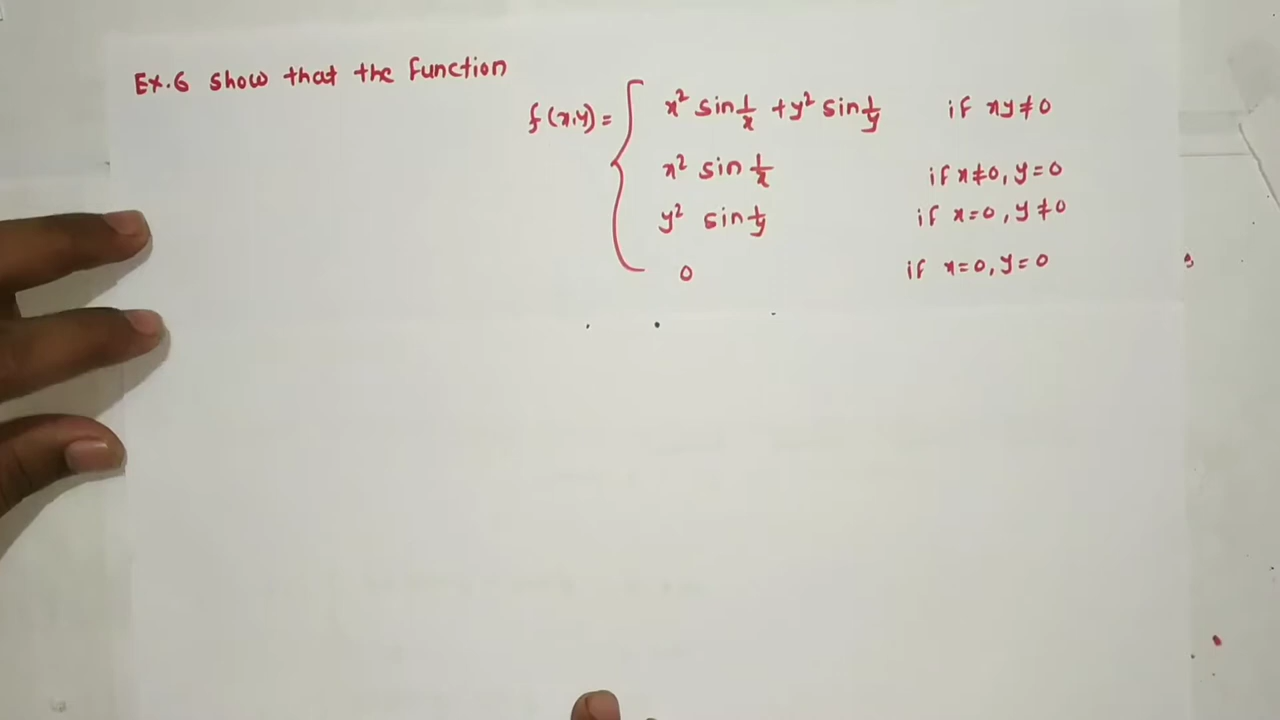 Ex.6 Show that the function
f(x,y) = { x² sin 1/x + y² sin 1/y if xy≠0
x² sin 1/x if x≠0, y=0
y² sin 1/y if x=0, y≠0
0 if x=0, y=0